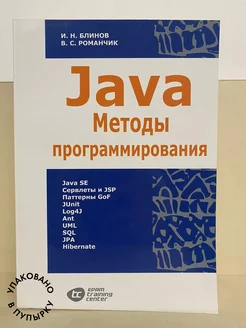 И. Н. БЛИНОВ
В. С. РОМАНЧИК
Java
Методы
программирования
Java SE
Сервлеты и JSP
Паттерны GoF
JUnit
Log4J
Ant
UML
SQL
JPA
Hibernate
epam
training
center
УПАКОВАНО
В ПУПЫРКУ